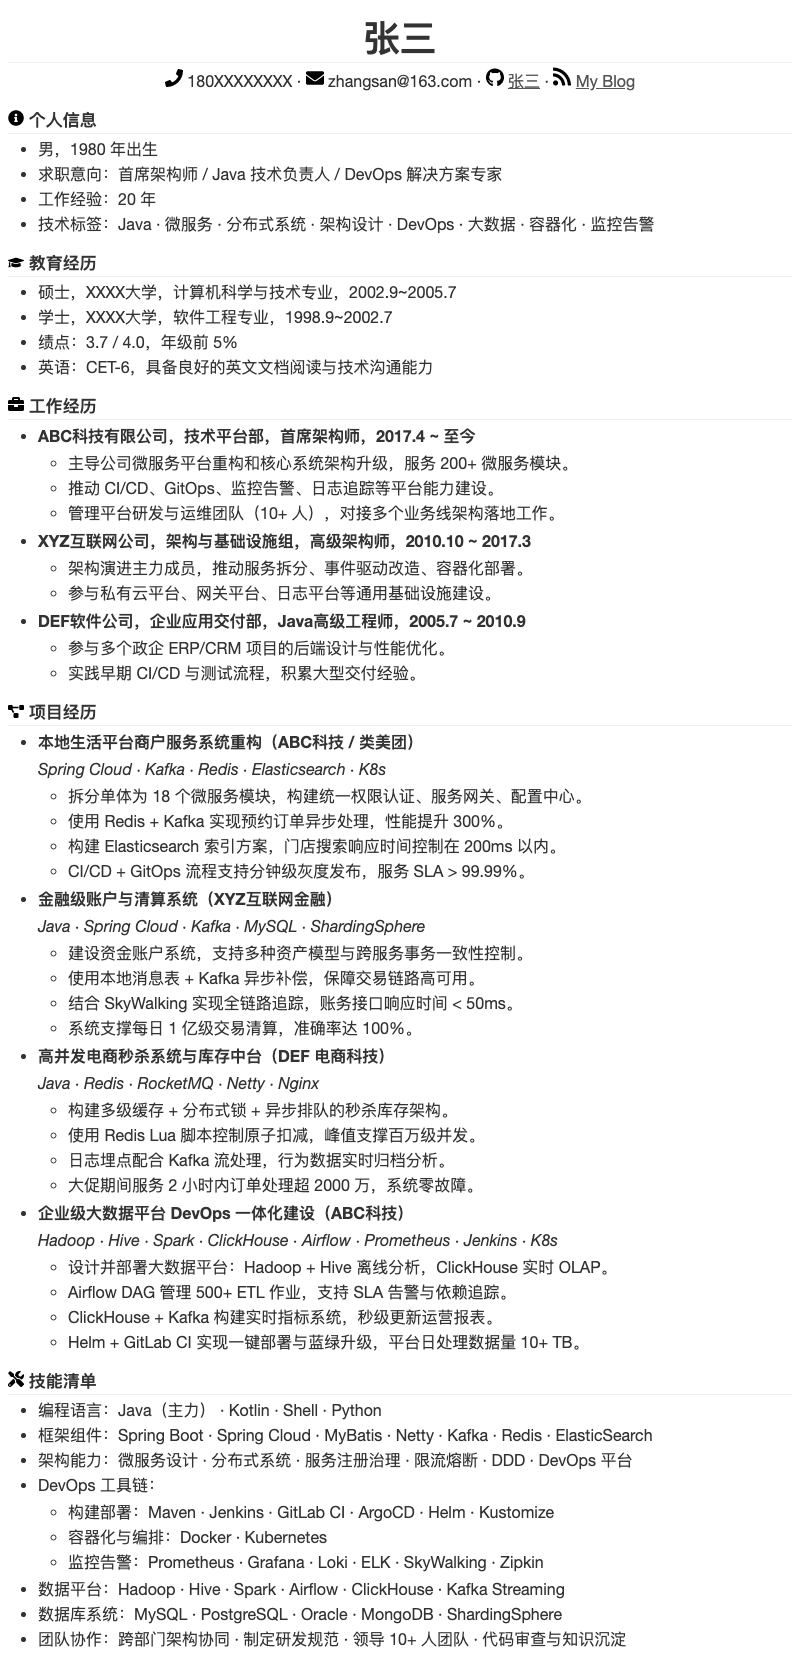 张三
180XXXXXXXX · zhangsan@163.com · 张三 · My Blog
个人信息
男，1980 年出生
求职意向：首席架构师 / Java 技术负责人 / DevOps 解决方案专家
工作经验：20 年
技术标签：Java · 微服务 · 分布式系统 · 架构设计 · DevOps · 大数据 · 容器化 · 监控告警
教育经历
硕士，XXXX大学，计算机科学与技术专业，2002.9~2005.7
学士，XXXX大学，软件工程专业，1998.9~2002.7
绩点：3.7 / 4.0，年级前 5%
英语：CET-6，具备良好的英文文档阅读与技术沟通能力
工作经历
ABC科技有限公司，技术平台部，首席架构师，2017.4 ~ 至今
主导公司微服务平台重构和核心系统架构升级，服务 200+ 微服务模块。
推动 CI/CD、GitOps、监控告警、日志追踪等平台能力建设。
管理平台研发与运维团队（10+ 人），对接多个业务线架构落地工作。
XYZ互联网公司，架构与基础设施组，高级架构师，2010.10 ~ 2017.3
架构演进主力成员，推动服务拆分、事件驱动改造、容器化部署。
参与私有云平台、网关平台、日志平台等通用基础设施建设。
DEF软件公司，企业应用交付部，Java高级工程师，2005.7 ~ 2010.9
参与多个政企 ERP/CRM 项目的后端设计与性能优化。
实践早期 CI/CD 与测试流程，积累大型交付经验。
项目经历
本地生活平台商户服务系统重构（ABC科技 / 类美团）
Spring Cloud · Kafka · Redis · Elasticsearch · K8s
拆分单体为 18 个微服务模块，构建统一权限认证、服务网关、配置中心。
使用 Redis + Kafka 实现预约订单异步处理，性能提升 300%。
构建 Elasticsearch 索引方案，门店搜索响应时间控制在 200ms 以内。
CI/CD + GitOps 流程支持分钟级灰度发布，服务 SLA > 99.99%。
金融级账户与清算系统（XYZ互联网金融）
Java · Spring Cloud · Kafka · MySQL · ShardingSphere
建设资金账户系统，支持多种资产模型与跨服务事务一致性控制。
使用本地消息表 + Kafka 异步补偿，保障交易链路高可用。
结合 SkyWalking 实现全链路追踪，账务接口响应时间 < 50ms。
系统支撑每日 1 亿级交易清算，准确率达 100%。
高并发电商秒杀系统与库存中台（DEF 电商科技）
Java · Redis · RocketMQ · Netty · Nginx
构建多级缓存 + 分布式锁 + 异步排队的秒杀库存架构。
使用 Redis Lua 脚本控制原子扣减，峰值支撑百万级并发。
日志埋点配合 Kafka 流处理，行为数据实时归档分析。
大促期间服务 2 小时内订单处理超 2000 万，系统零故障。
企业级大数据平台 DevOps 一体化建设（ABC科技）
Hadoop · Hive · Spark · ClickHouse · Airflow · Prometheus · Jenkins · K8s
设计并部署大数据平台：Hadoop + Hive 离线分析，ClickHouse 实时 OLAP。
Airflow DAG 管理 500+ ETL 作业，支持 SLA 告警与依赖追踪。
ClickHouse + Kafka 构建实时指标系统，秒级更新运营报表。
Helm + GitLab CI 实现一键部署与蓝绿升级，平台日处理数据量 10+ TB。
技能清单
编程语言：Java（主力） · Kotlin · Shell · Python
框架组件：Spring Boot · Spring Cloud · MyBatis · Netty · Kafka · Redis · ElasticSearch
架构能力：微服务设计 · 分布式系统 · 服务注册治理 · 限流熔断 · DDD · DevOps 平台
DevOps 工具链：
构建部署：Maven · Jenkins · GitLab CI · ArgoCD · Helm · Kustomize
容器化与编排：Docker · Kubernetes
监控告警：Prometheus · Grafana · Loki · ELK · SkyWalking · Zipkin
数据平台：Hadoop · Hive · Spark · Airflow · ClickHouse · Kafka Streaming
数据库系统：MySQL · PostgreSQL · Oracle · MongoDB · ShardingSphere
团队协作：跨部门架构协同 · 制定研发规范 · 领导 10+ 人团队 · 代码审查与知识沉淀